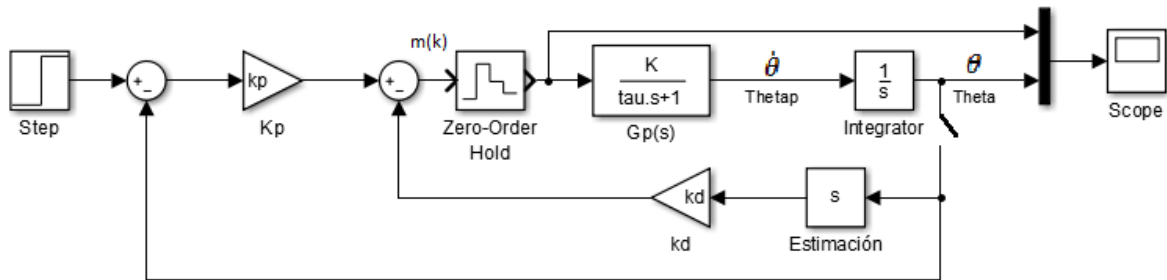 m(k)
+
−
kp
+
−
K
tau.s+1
θ̇
Thetap
1
s
θ
Theta
Step
Kp
Zero-Order
Hold
Gp(s)
Integrator
Scope
kd
s
kd
Estimación